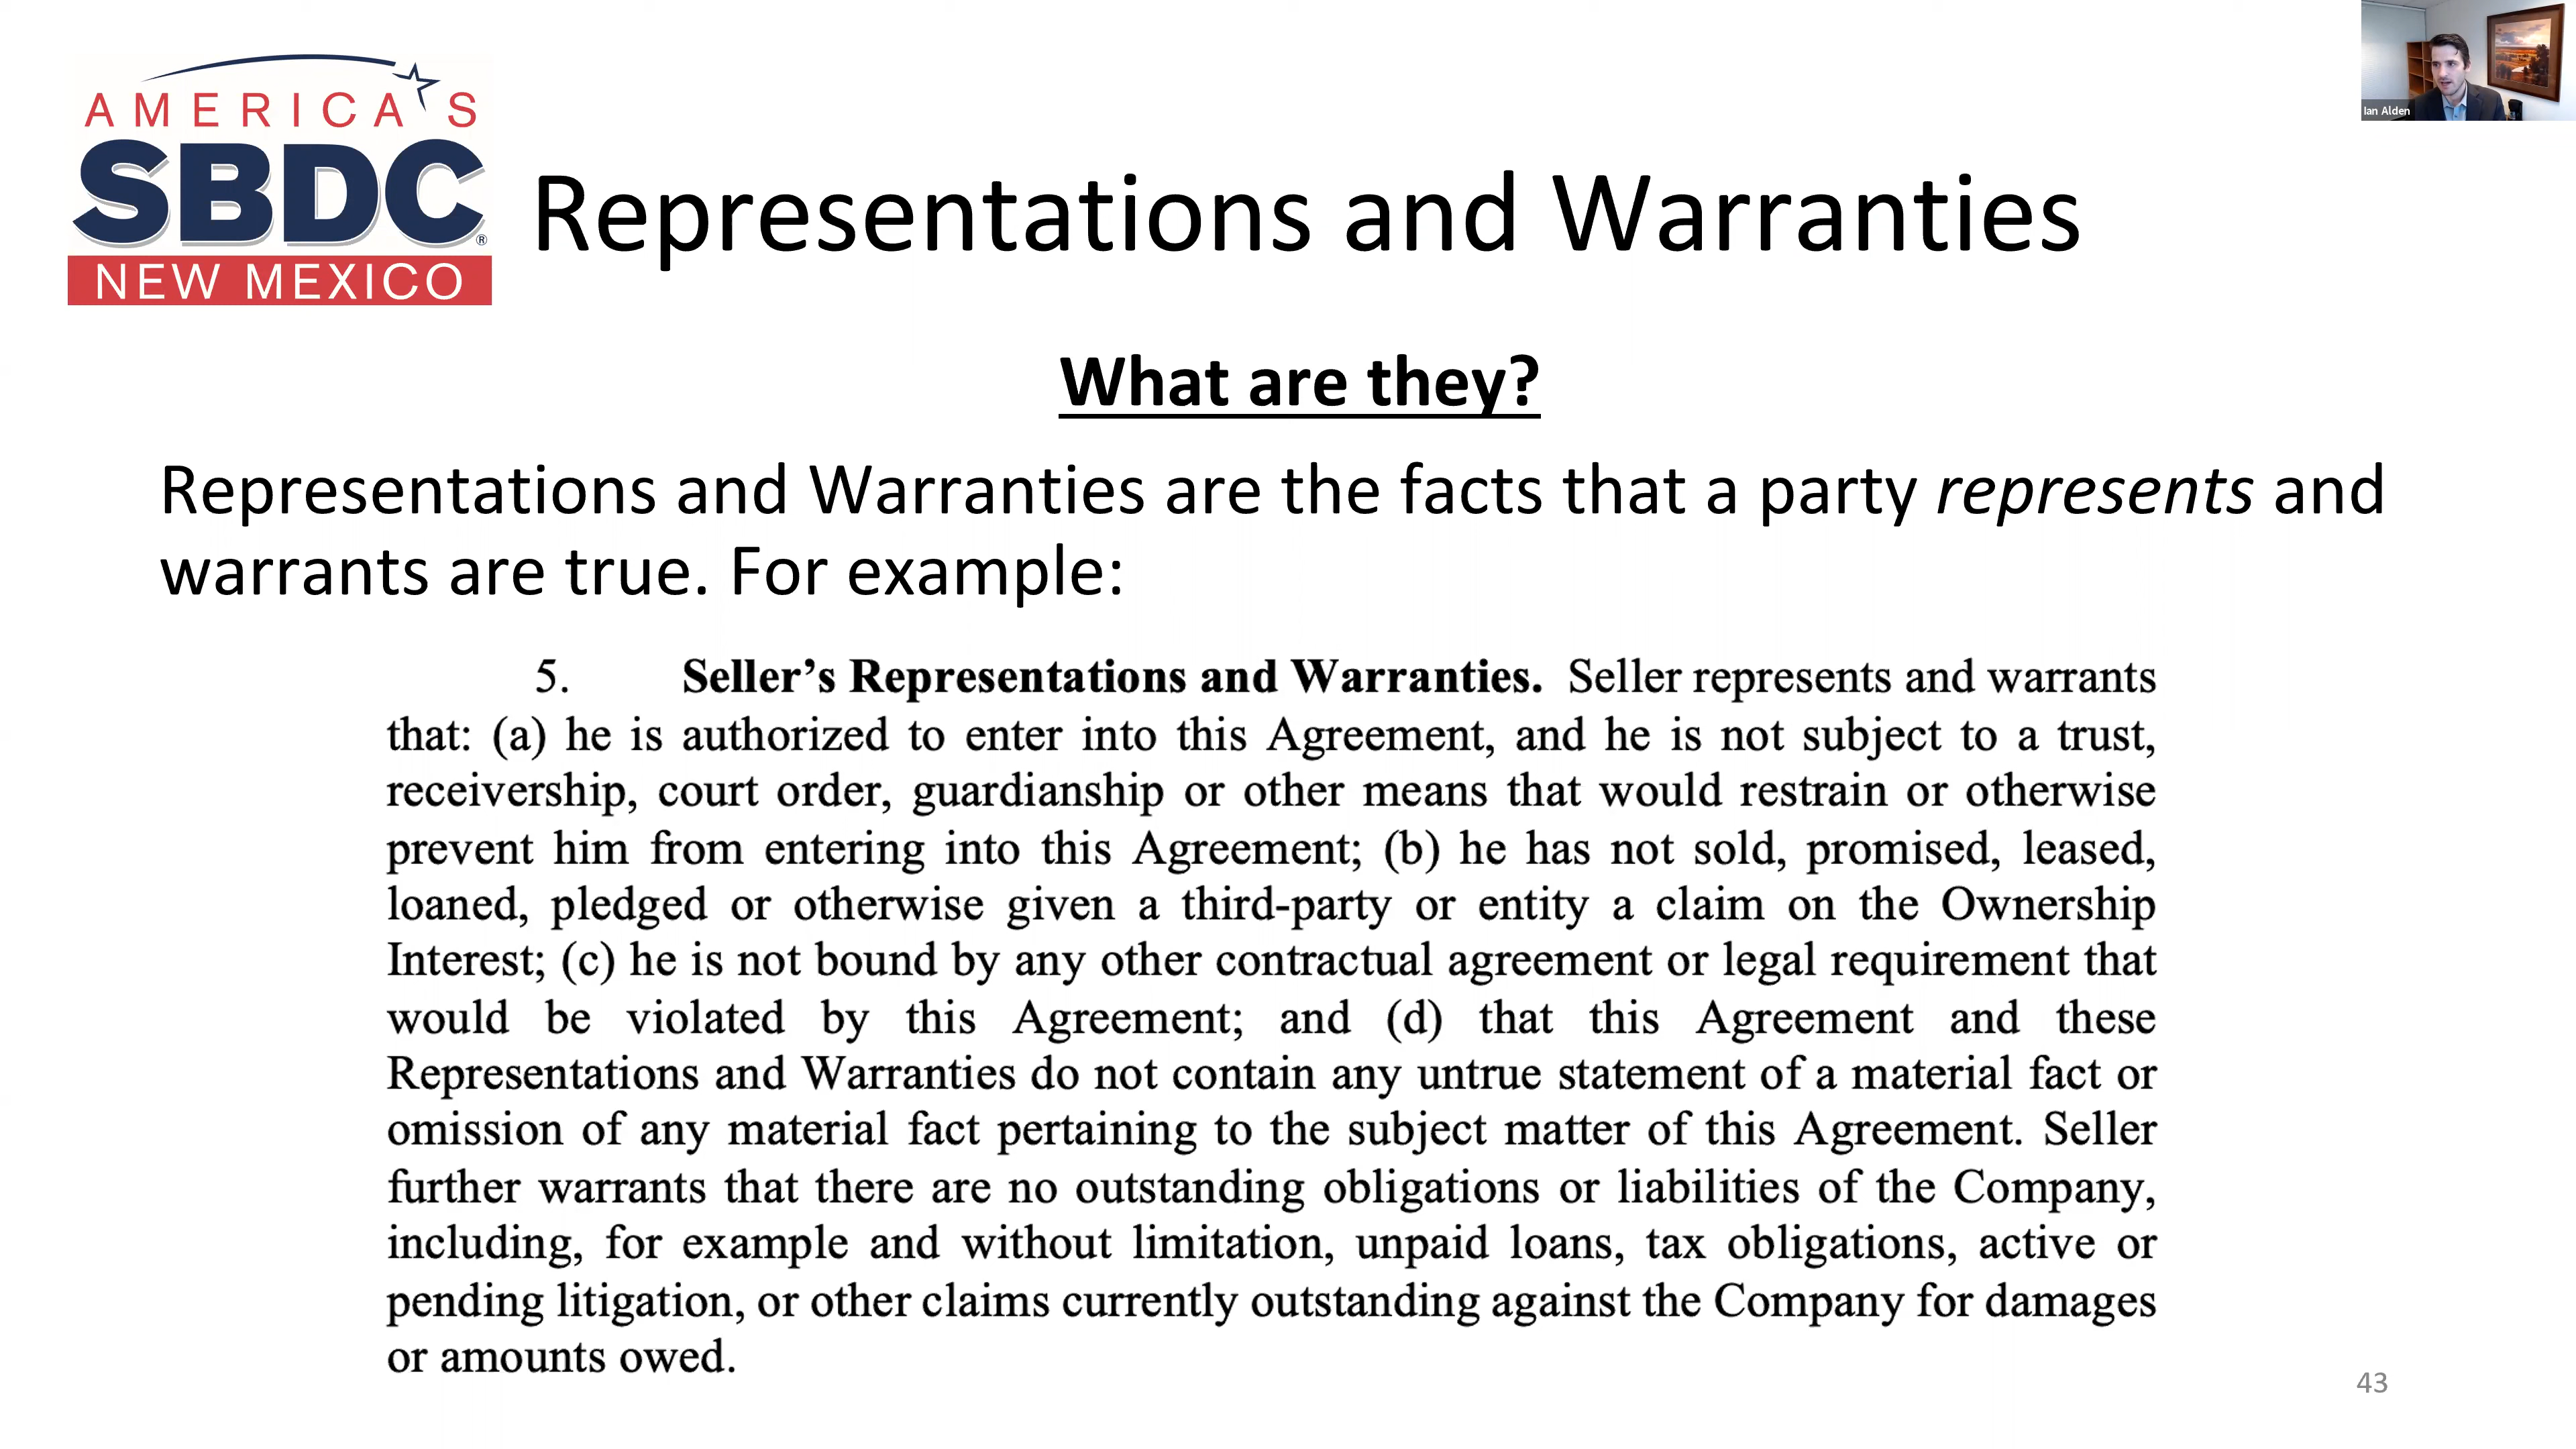 AMERICA'S
SBDC®
NEW MEXICO
Ian Alden
Representations and Warranties
What are they?
Representations and Warranties are the facts that a party represents and
warrants are true. For example:
5. Seller’s Representations and Warranties. Seller represents and warrants
that: (a) he is authorized to enter into this Agreement, and he is not subject to a trust,
receivership, court order, guardianship or other means that would restrain or otherwise
prevent him from entering into this Agreement; (b) he has not sold, promised, leased,
loaned, pledged or otherwise given a third-party or entity a claim on the Ownership
Interest; (c) he is not bound by any other contractual agreement or legal requirement that
would be violated by this Agreement; and (d) that this Agreement and these
Representations and Warranties do not contain any untrue statement of a material fact or
omission of any material fact pertaining to the subject matter of this Agreement. Seller
further warrants that there are no outstanding obligations or liabilities of the Company,
including, for example and without limitation, unpaid loans, tax obligations, active or
pending litigation, or other claims currently outstanding against the Company for damages
or amounts owed.
43